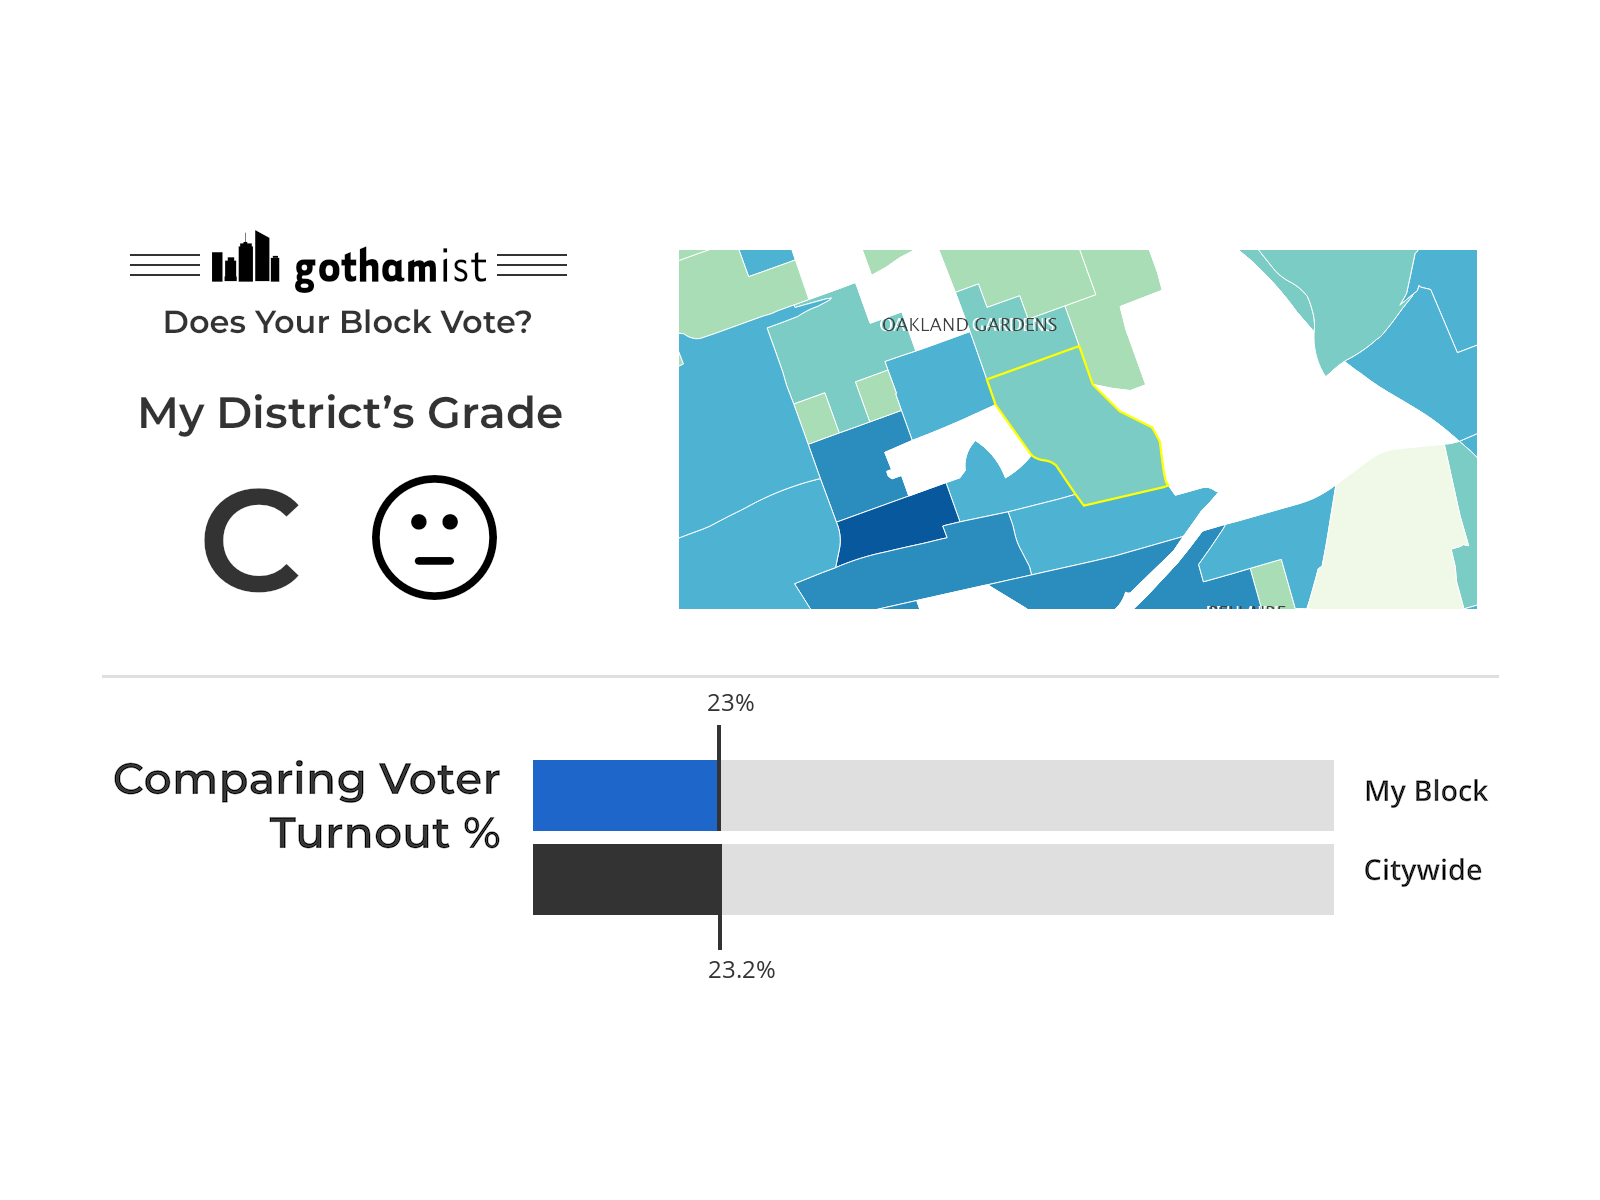 gothamist
Does Your Block Vote?
My District's Grade
C
OAKLAND GARDENS
23%
Comparing Voter
Turnout %
My Block
Citywide
23.2%